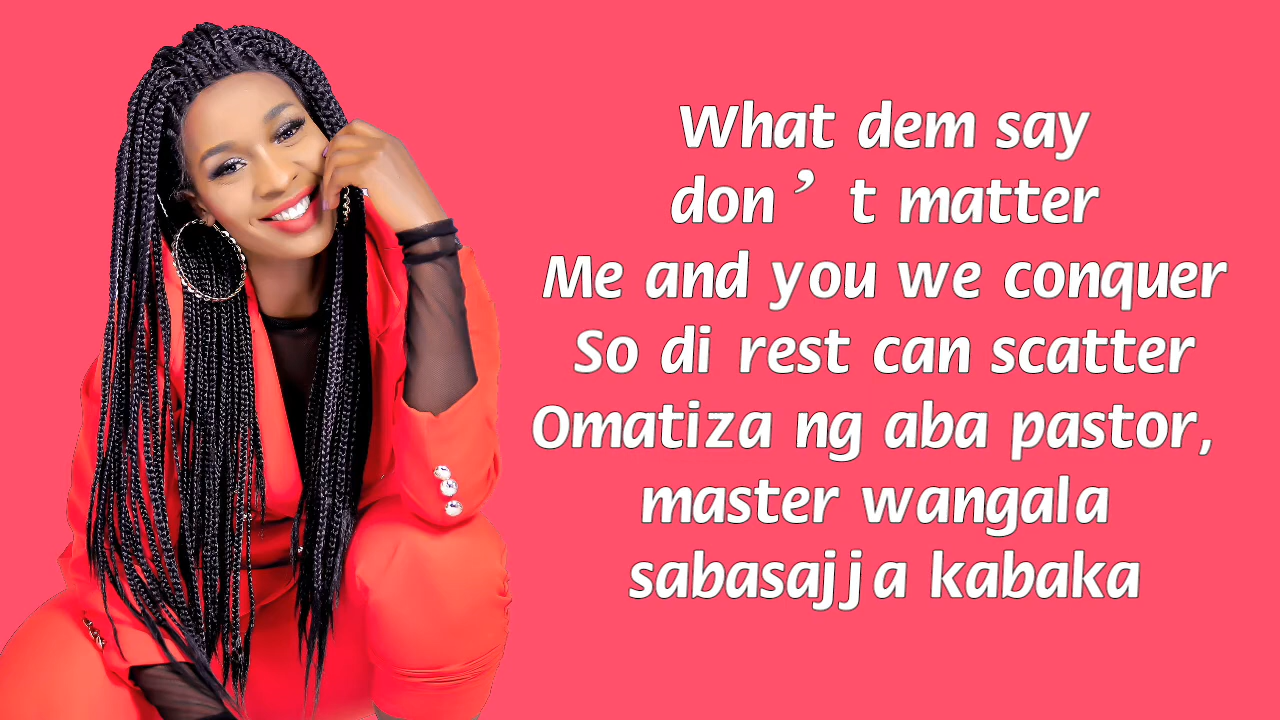 What dem say
don’t matter
Me and you we conquer
So di rest can scatter
Omatiza ng aba pastor,
master wangala
sabasajja kabaka